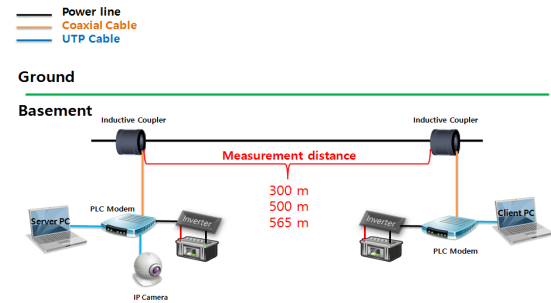 Power line
Coaxial Cable
UTP Cable
Ground
Basement
Inductive Coupler
Inductive Coupler
Measurement distance
300 m
500 m
565 m
PLC Modem
Server PC
Inverter
IP Camera
Inverter
Client PC
PLC Modem